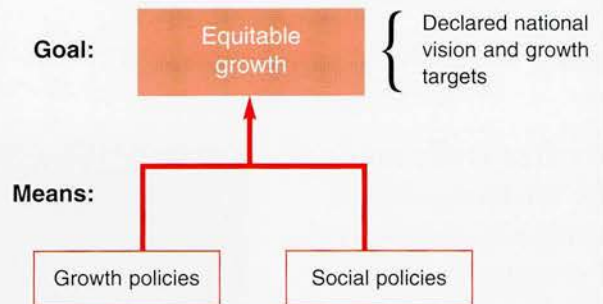 Goal:
Equitable
growth
Declared national
vision and growth
targets
Means:
Growth policies
Social policies